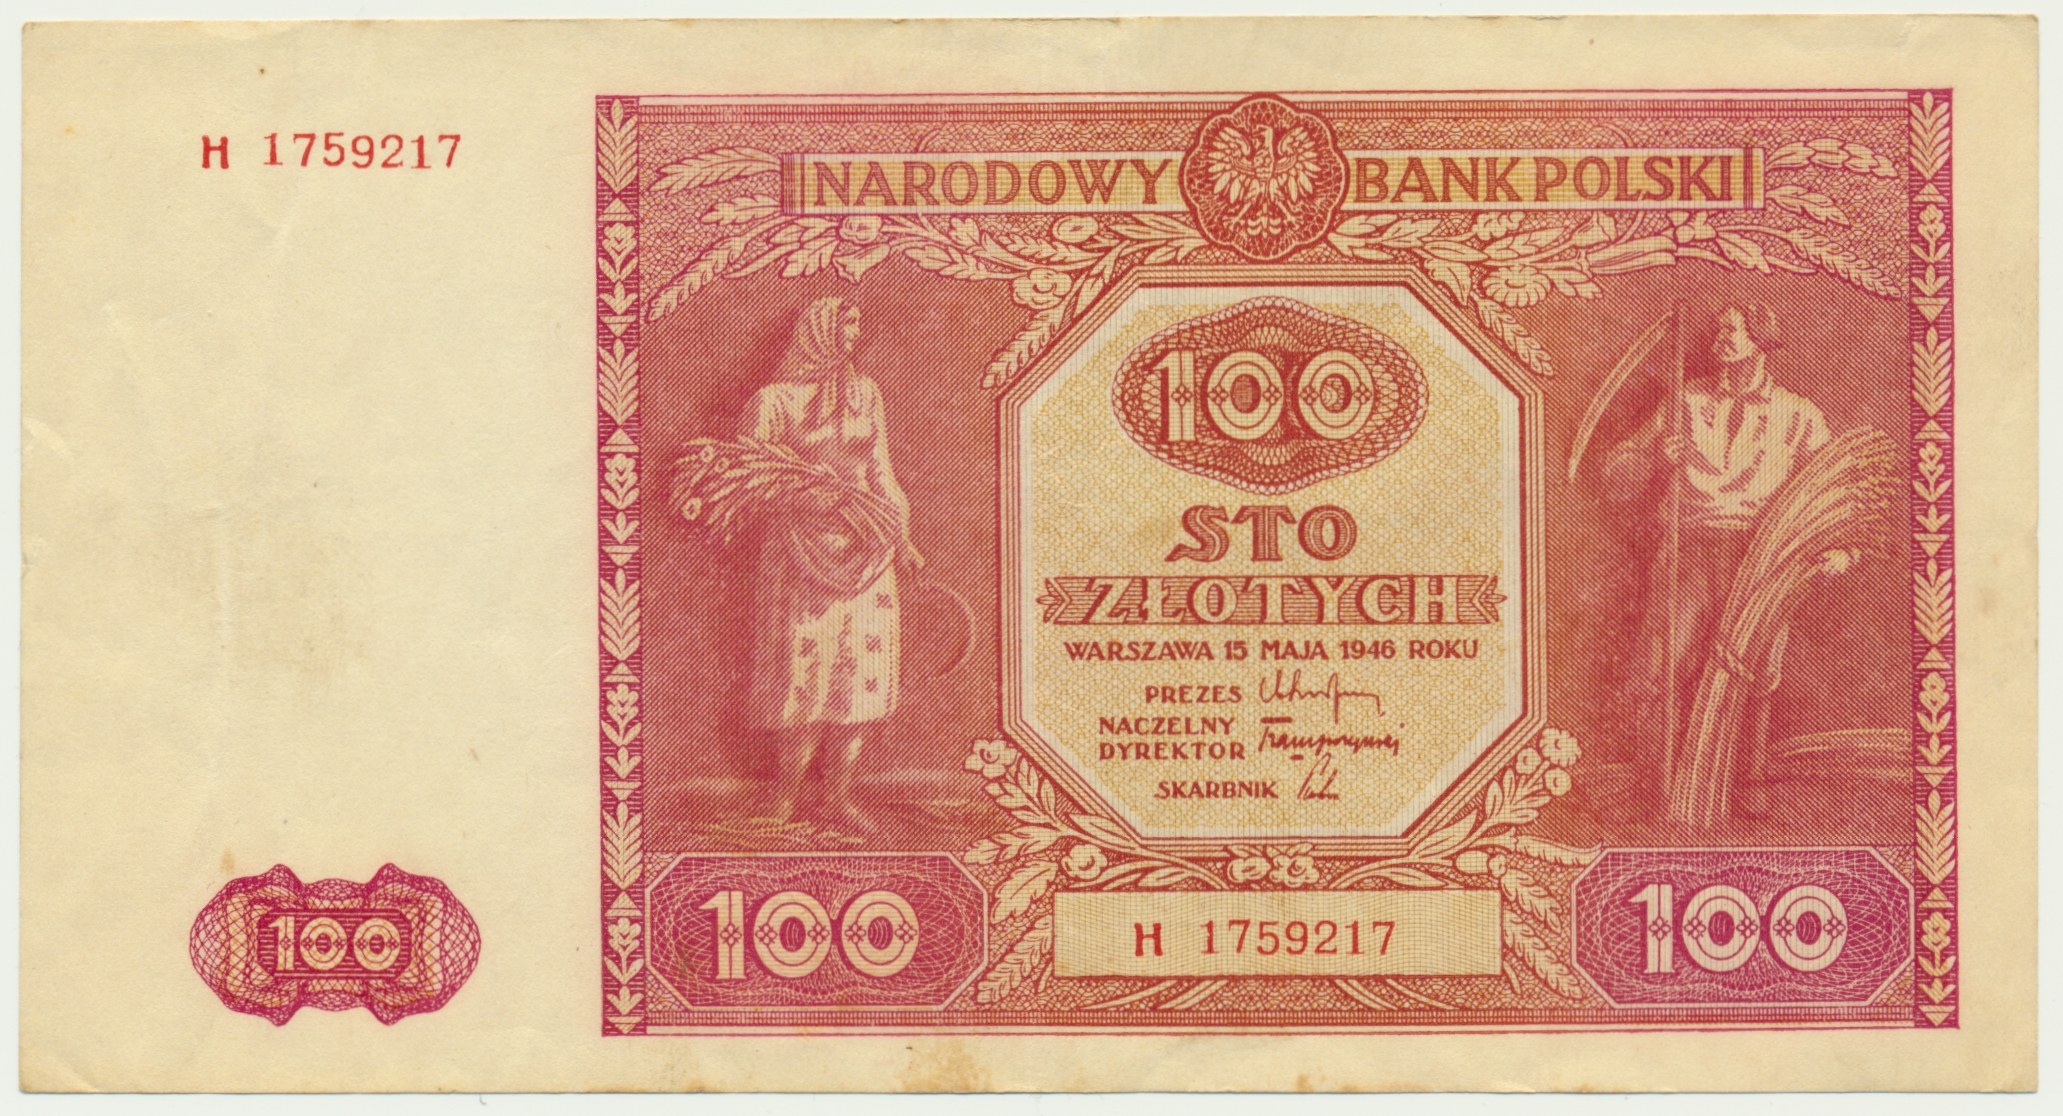 H 1759217
NARODOWY BANK POLSKI
100
STO
ZŁOTYCH
WARSZAWA 15 MAJA 1946 ROKU
PREZES
NACZELNY
DYREKTOR
SKARBNIK
100
100
H 1759217
100